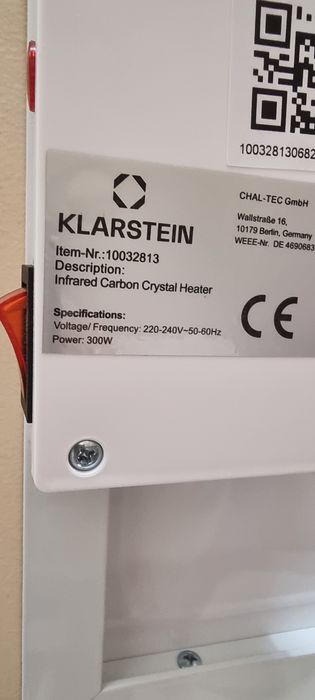 100328130682
KLARSTEIN
Item-Nr.:10032813
Description:
Infrared Carbon Crystal Heater
Specifications:
Voltage/ Frequency: 220-240V~50-60Hz
Power: 300W
CHAL-TEC GmbH
Wallstraße 16,
10179 Berlin, Germany
WEEE-Nr. DE 4690683
CE